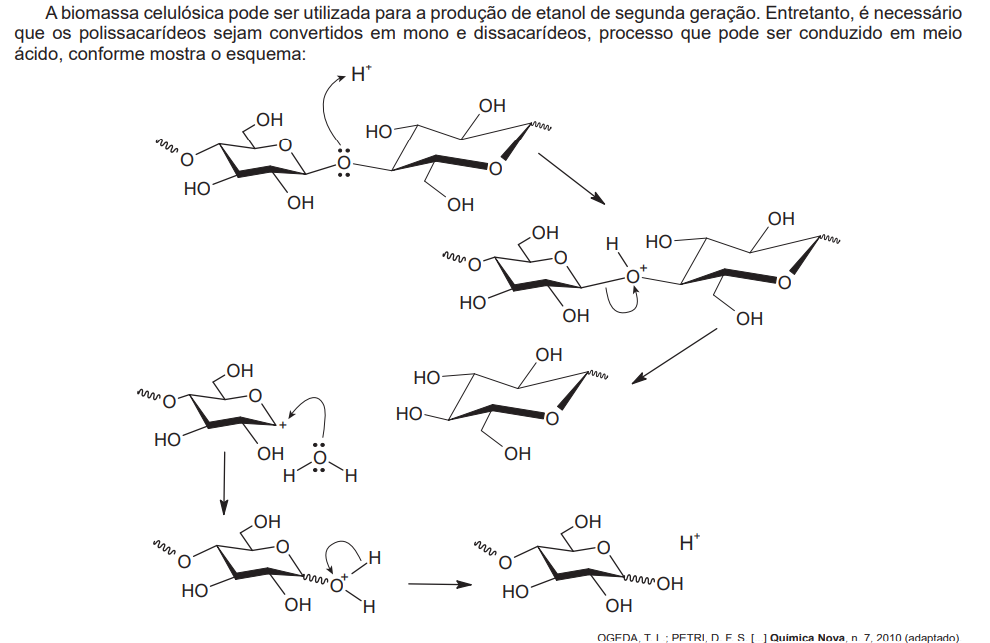 A biomassa celulósica pode ser utilizada para a produção de etanol de segunda geração. Entretanto, é necessário
que os polissacarídeos sejam convertidos em mono e dissacarídeos, processo que pode ser conduzido em meio
ácido, conforme mostra o esquema:
H+
OH
OH
HO
O
O
O
O
HO
OH
OH
OH
OH
H
HO
O
O
O+
O
HO
OH
OH
OH
OH
HO
O
O
HO
O
HO
+
OH
OH
O
H
H
OH
OH
O
O
H
HO
O+
OH
H
OH
O
O
H+
HO
OH
OH
OGEDA, T. L.; PETRI, D. F. S. [ ] Química Nova, n. 7, 2010 (adaptado)